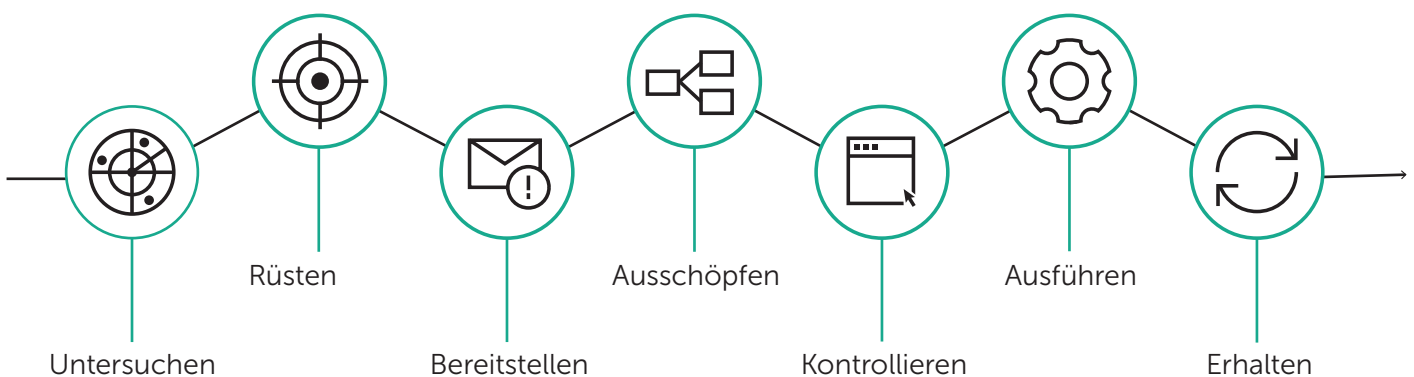 Rüsten
Ausschöpfen
Ausführen
Untersuchen
Bereitstellen
Kontrollieren
Erhalten